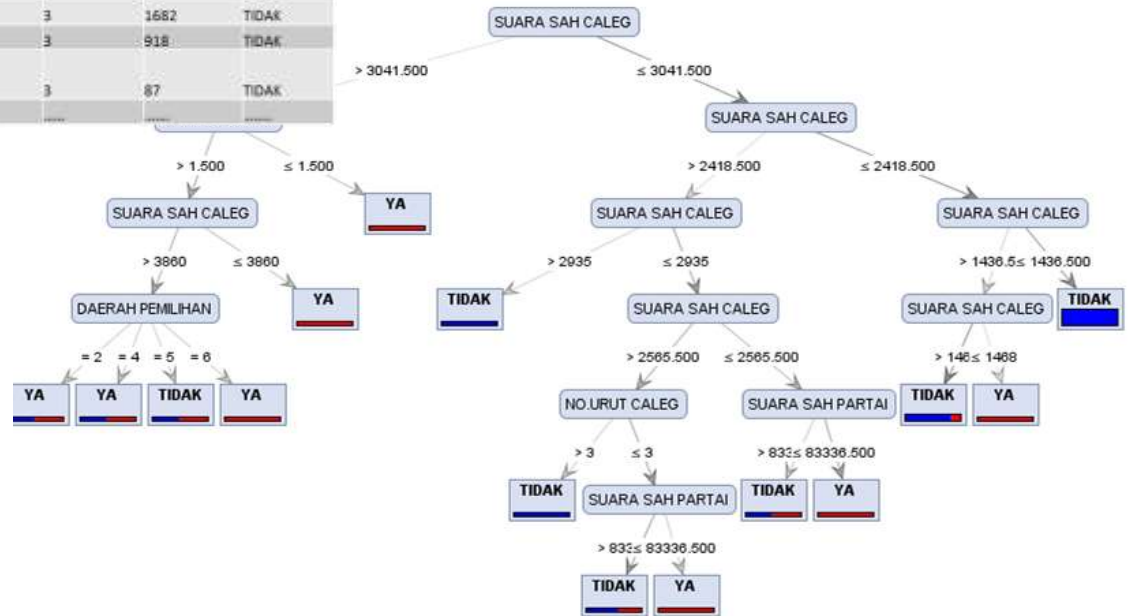 3 1682 TIDAK
3 918 TIDAK
3 87 TIDAK
...... ...... ......
SUARA SAH CALEG
> 3041.500 ≤ 3041.500
SUARA SAH CALEG
> 1.500 ≤ 1.500 > 2418.500 ≤ 2418.500
SUARA SAH CALEG YA SUARA SAH CALEG SUARA SAH CALEG
> 3860 ≤ 3860 > 2935 ≤ 2935 > 1436.5 ≤ 1436.500
DAERAH PEMILIHAN YA TIDAK SUARA SAH CALEG SUARA SAH CALEG TIDAK
= 2 = 4 = 5 = 6 > 2565.500 ≤ 2565.500 > 146 ≤ 1468
YA YA TIDAK YA NO.URUT CALEG SUARA SAH PARTAI TIDAK YA
> 3 ≤ 3 > 833 ≤ 83336.500
TIDAK SUARA SAH PARTAI TIDAK YA
> 833 ≤ 83336.500
TIDAK YA